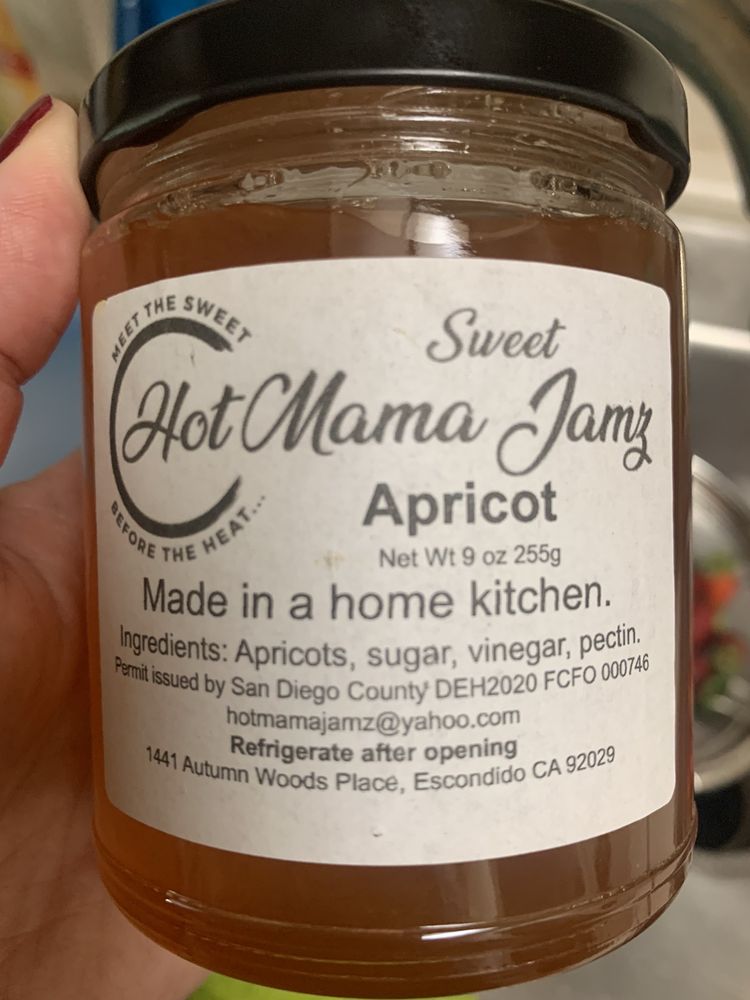 MEET THE SWEET
Sweet
Hot Mama Jamz
BEFORE THE HEAT...
Apricot
Net Wt 9 oz 255g
Made in a home kitchen.
Ingredients: Apricots, sugar, vinegar, pectin.
Permit issued by San Diego County DEH2020 FCFO 000746
hotmamajamz@yahoo.com
Refrigerate after opening
1441 Autumn Woods Place, Escondido CA 92029